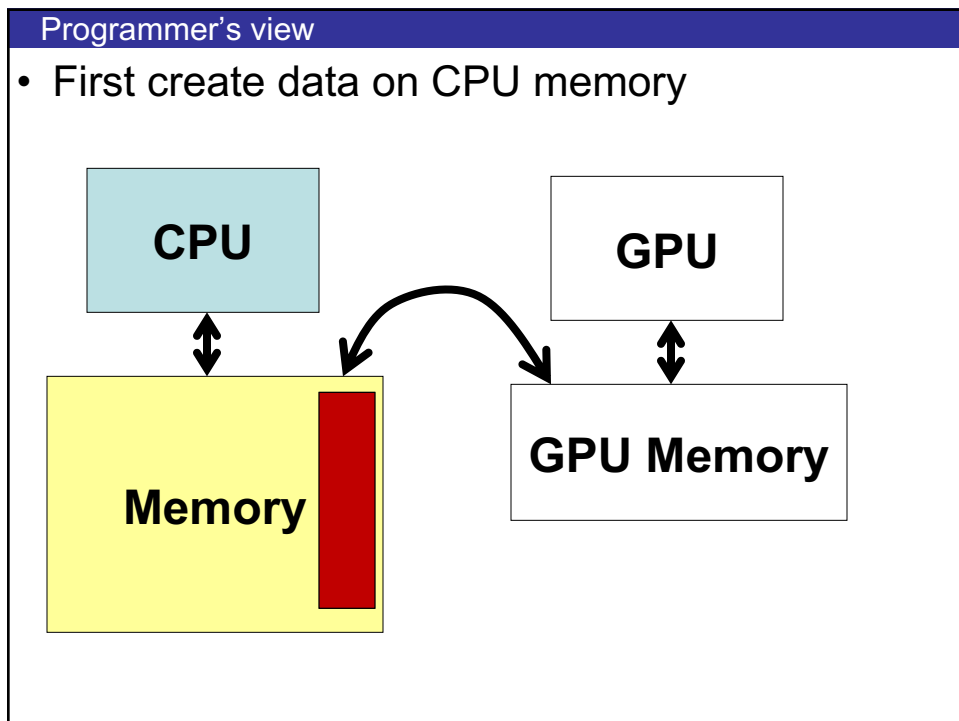 Programmer’s view
• First create data on CPU memory
CPU
GPU
GPU Memory
Memory